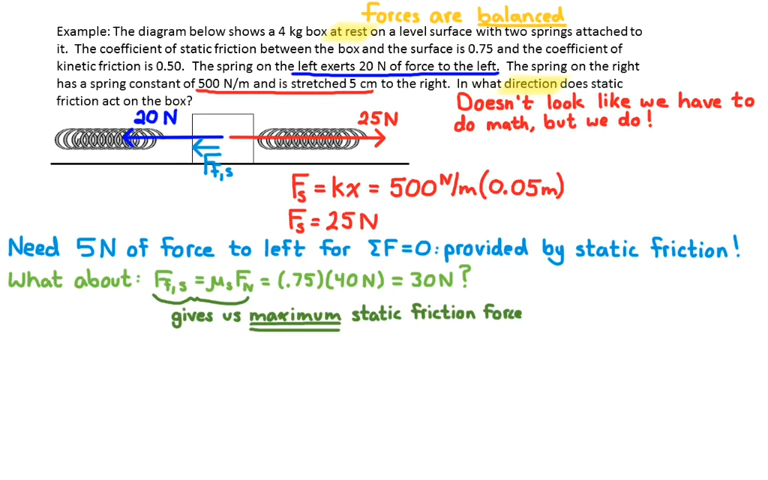 Forces are balanced
Example: The diagram below shows a 4 kg box at rest on a level surface with two springs attached to
it. The coefficient of static friction between the box and the surface is 0.75 and the coefficient of
kinetic friction is 0.50. The spring on the left exerts 20 N of force to the left. The spring on the right
has a spring constant of 500 N/m and is stretched 5 cm to the right. In what direction does static
friction act on the box?
Doesn't look like we have to
do math, but we do!
20N
25N
Ff,s
Fs = kx = 500 N/m (0.05m)
Fs = 25N
Need 5N of force to left for ΣF=0: provided by static friction!
What about: Ff,s = μsFN = (.75)(40N) = 30N?
gives us maximum static friction force